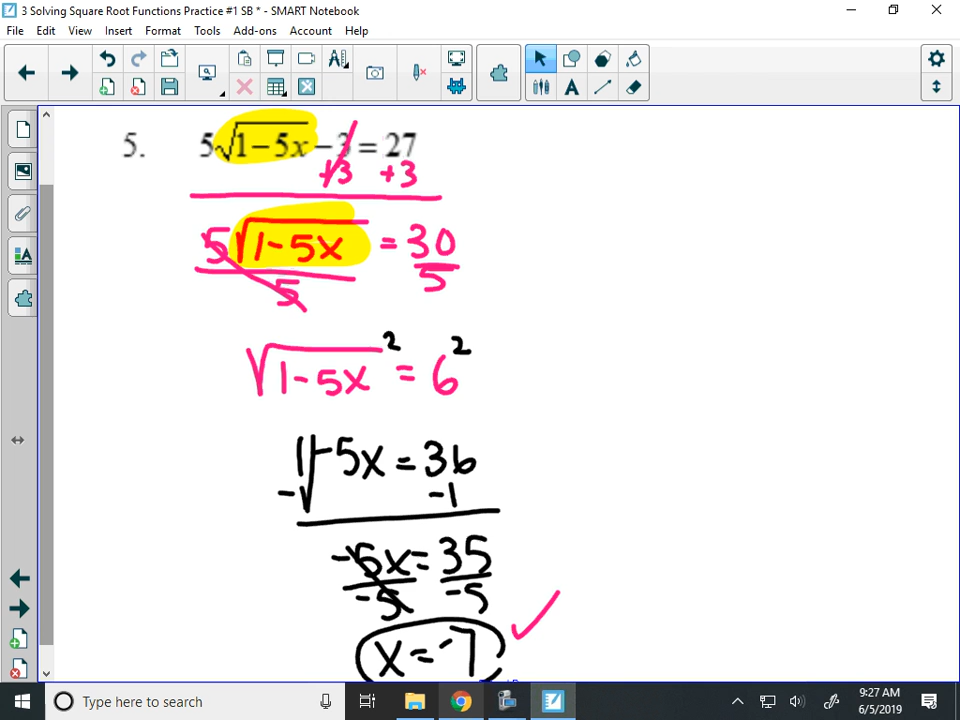 3 Solving Square Root Functions Practice #1 SB * - SMART Notebook
File Edit View Insert Format Tools Add-ons Account Help
5. 5√1−5x − 3 = 27
+3 +3
5√1-5x = 30
5 5
√1-5x² = 6²
1-5x = 36
-1 -1
-5x = 35
-5 -5
x = -7
Type here to search
9:27 AM
6/5/2019